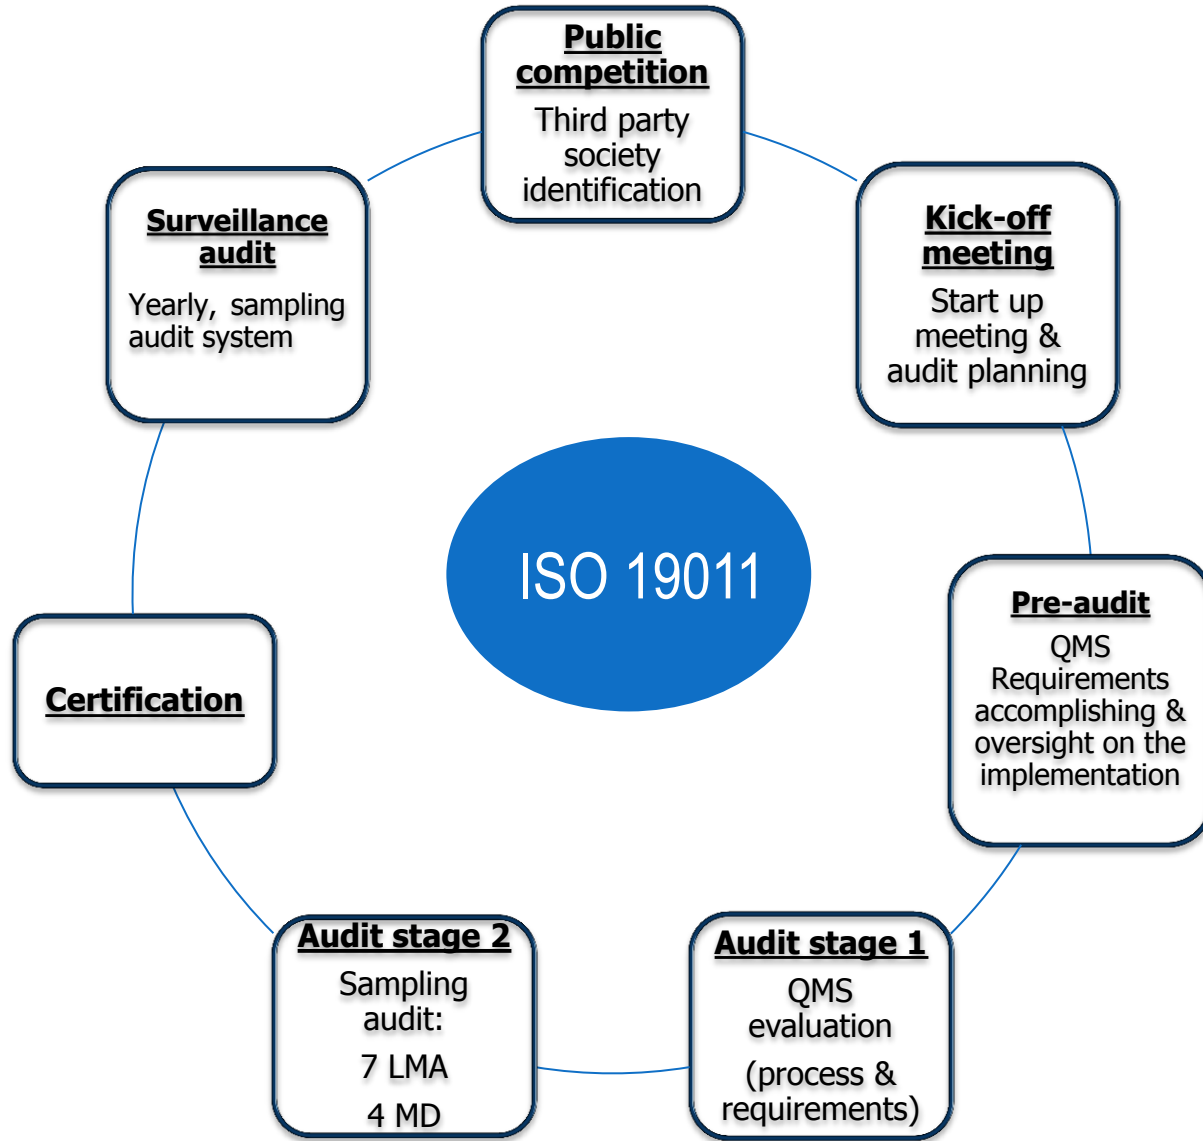 Public
competition
Third party
society
identification
Kick-off
meeting
Start up
meeting &
audit planning
Pre-audit
QMS
Requirements
accomplishing &
oversight on the
implementation
Audit stage 1
QMS
evaluation
(process &
requirements)
Audit stage 2
Sampling
audit:
7 LMA
4 MD
Certification
Surveillance
audit
Yearly, sampling
audit system
ISO 19011